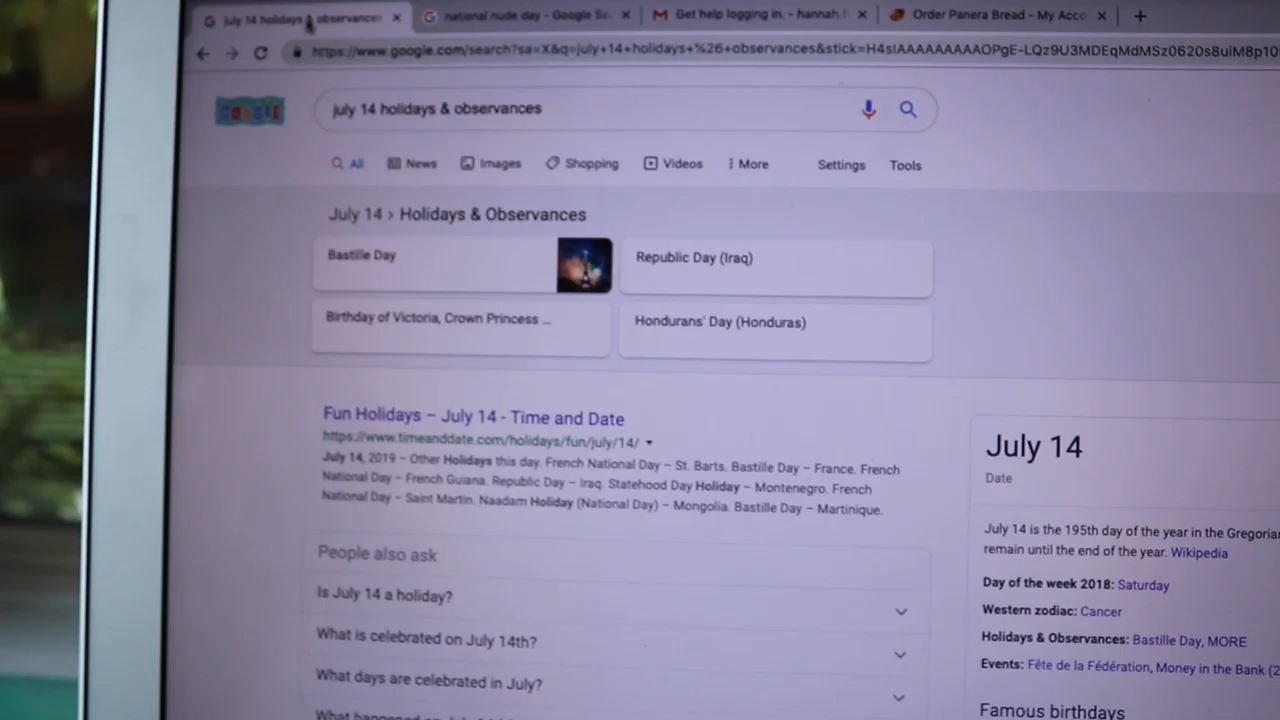 july 14 holidays & observances
national nude day - Google Se
Get help logging in. - hannah.f
Order Panera Bread - My Acco
https://www.google.com/search?sa=X&q=july+14+holidays+%26+observances&stick=
GOOGLE
july 14 holidays & observances
All News Images Shopping Videos More Settings Tools
July 14 › Holidays & Observances
Bastille Day
Republic Day (Iraq)
Birthday of Victoria, Crown Princess ...
Hondurans' Day (Honduras)
Fun Holidays – July 14 - Time and Date
https://www.timeanddate.com/holidays/fun/july/14/
July 14, 2019 – Other Holidays this day. French National Day – St. Barts. Bastille Day – France. French
National Day – French Guiana. Republic Day – Iraq. Statehood Day Holiday – Montenegro. French
National Day – Saint Martin. Naadam Holiday (National Day) – Mongolia. Bastille Day – Martinique.
People also ask
Is July 14 a holiday?
What is celebrated on July 14th?
What days are celebrated in July?
July 14
Date
July 14 is the 195th day of the year in the Gregorian
remain until the end of the year. Wikipedia
Day of the week 2018: Saturday
Western zodiac: Cancer
Holidays & Observances: Bastille Day, MORE
Events: Fête de la Fédération, Money in the Bank (2
Famous birthdays